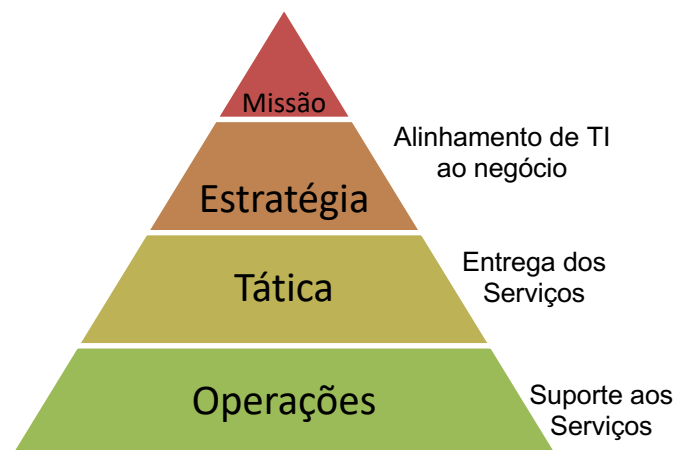 Missão
Alinhamento de TI
ao negócio
Estratégia
Entrega dos
Serviços
Tática
Operações
Suporte aos
Serviços